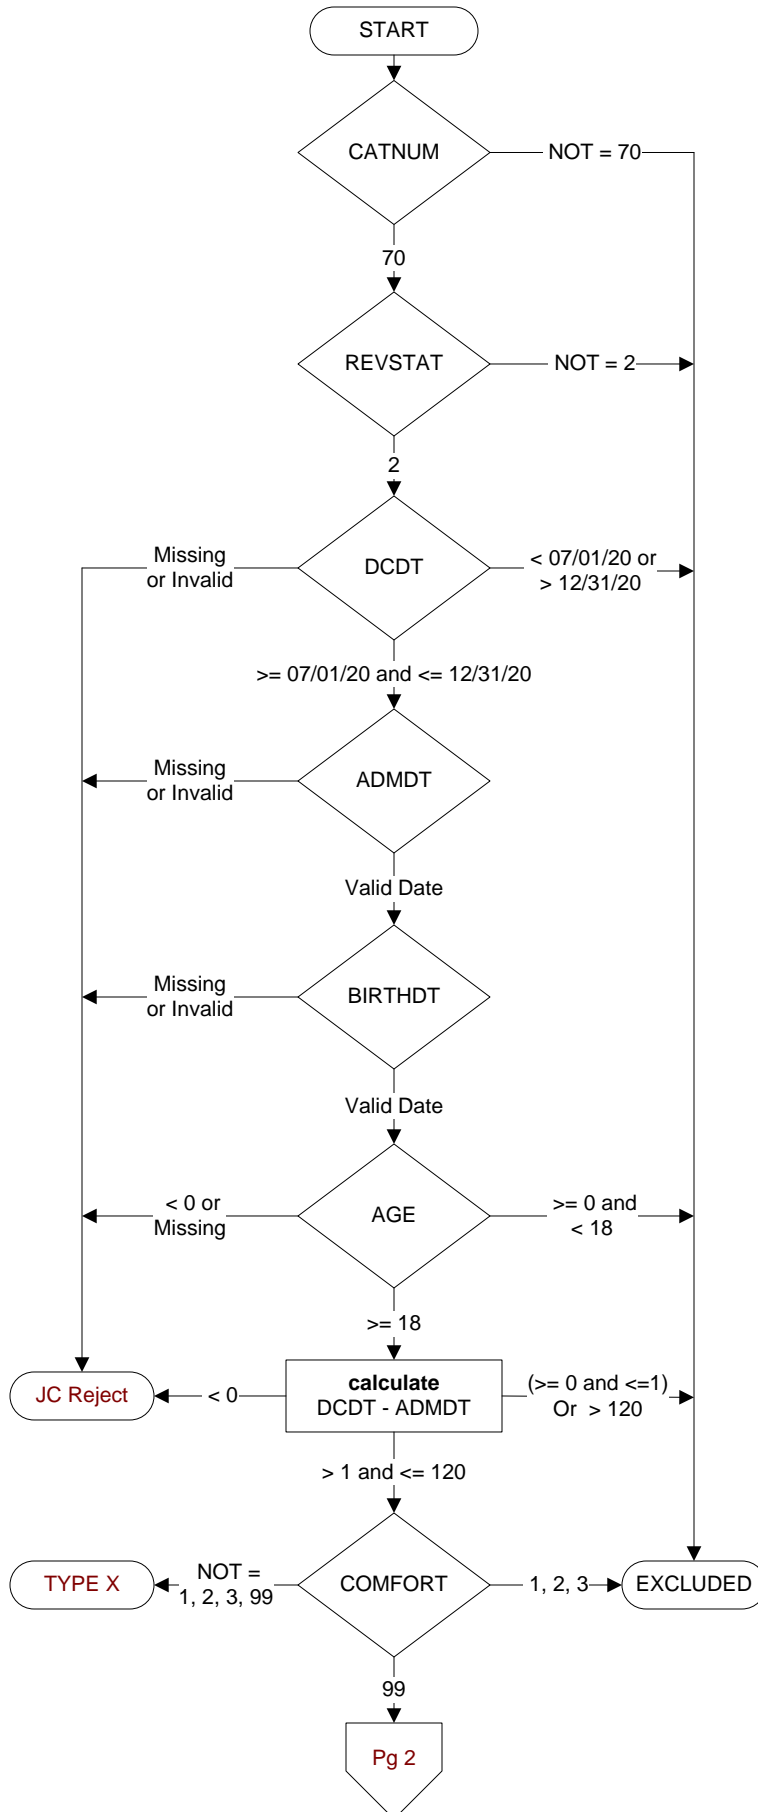 START
CATNUM
NOT = 70
70
REVSTAT
NOT = 2
2
Missing
or Invalid
DCDT
< 07/01/20 or
> 12/31/20
>= 07/01/20 and <= 12/31/20
Missing
or Invalid
ADMDT
Valid Date
Missing
or Invalid
BIRTHDT
Valid Date
< 0 or
Missing
AGE
>= 0 and
< 18
>= 18
JC Reject
< 0
calculate
DCDT - ADMDT
(>= 0 and <=1)
Or > 120
> 1 and <= 120
TYPE X
NOT =
1, 2, 3, 99
COMFORT
1, 2, 3
EXCLUDED
99
Pg 2